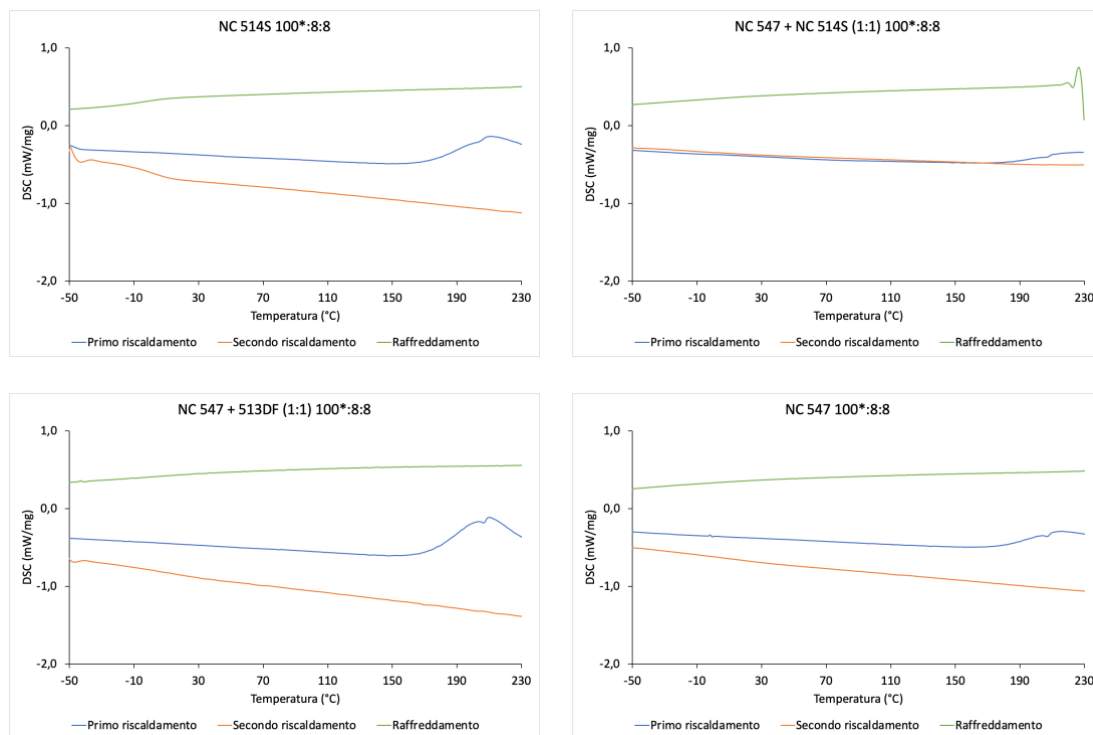 NC 514S 100*:8:8
1,0
0,0
-1,0
-2,0
DSC (mW/mg)
-50 -10 30 70 110 150 190 230
Temperatura (°C)
Primo riscaldamento Secondo riscaldamento Raffreddamento
NC 547 + NC 514S (1:1) 100*:8:8
1,0
0,0
-1,0
-2,0
DSC (mW/mg)
-50 -10 30 70 110 150 190 230
Temperatura (°C)
Primo riscaldamento Secondo riscaldamento Raffreddamento
NC 547 + 513DF (1:1) 100*:8:8
1,0
0,0
-1,0
-2,0
DSC (mW/mg)
-50 -10 30 70 110 150 190 230
Temperatura (°C)
Primo riscaldamento Secondo riscaldamento Raffreddamento
NC 547 100*:8:8
1,0
0,0
-1,0
-2,0
DSC (mW/mg)
-50 -10 30 70 110 150 190 230
Temperatura (°C)
Primo riscaldamento Secondo riscaldamento Raffreddamento